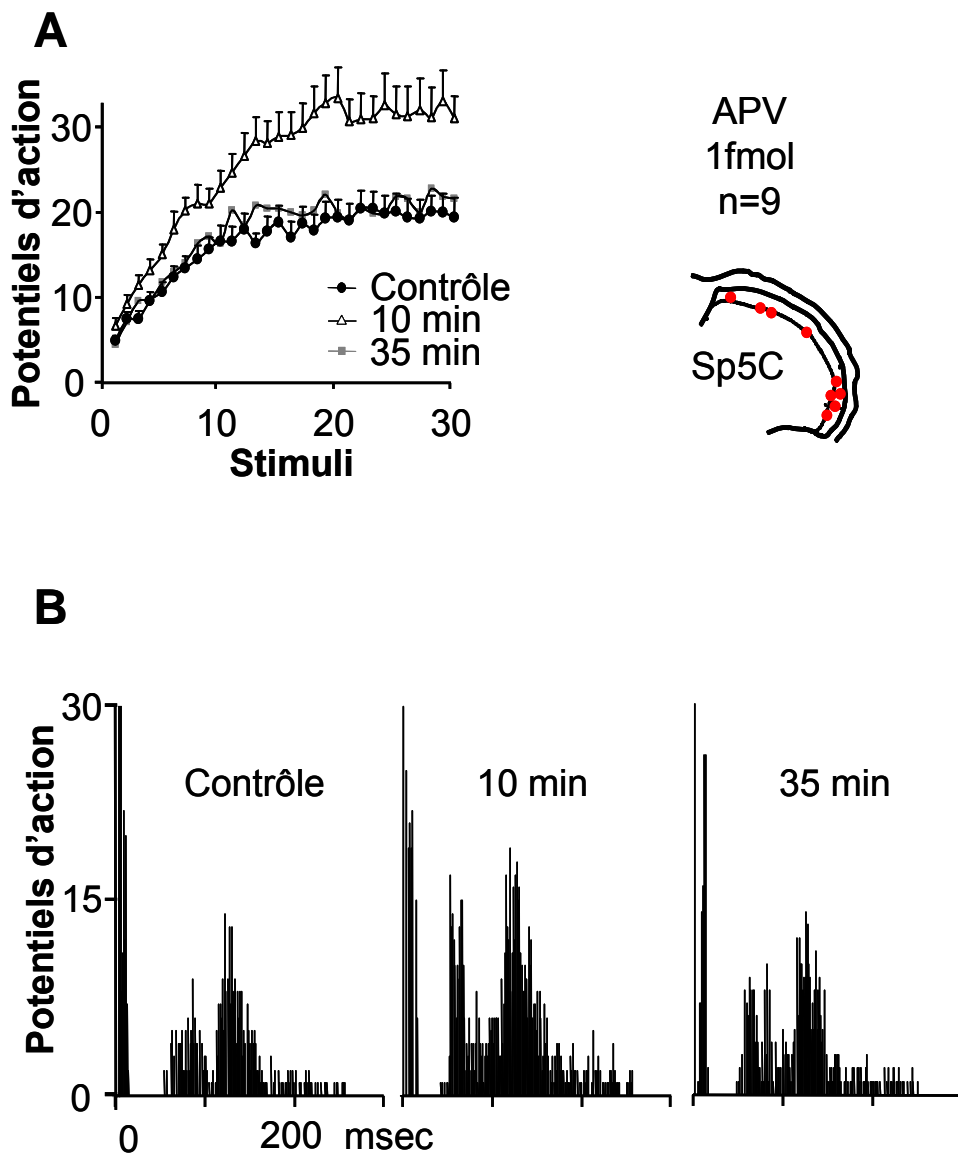 A
Potentiels d'action
30
20
10
0
0 10 20 30
Stimuli
Contrôle
10 min
35 min
APV
1fmol
n=9
Sp5C
B
Potentiels d'action
30
15
0
Contrôle
10 min
35 min
0 200 msec